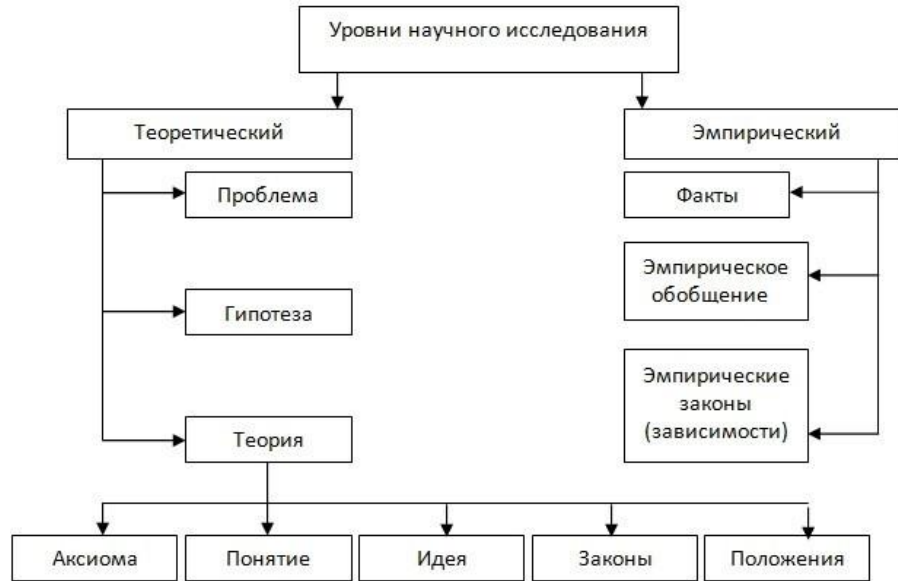 Уровни научного исследования
Теоретический
Эмпирический
Проблема
Факты
Эмпирическое
обобщение
Гипотеза
Эмпирические
законы
(зависимости)
Теория
Аксиома
Понятие
Идея
Законы
Положения